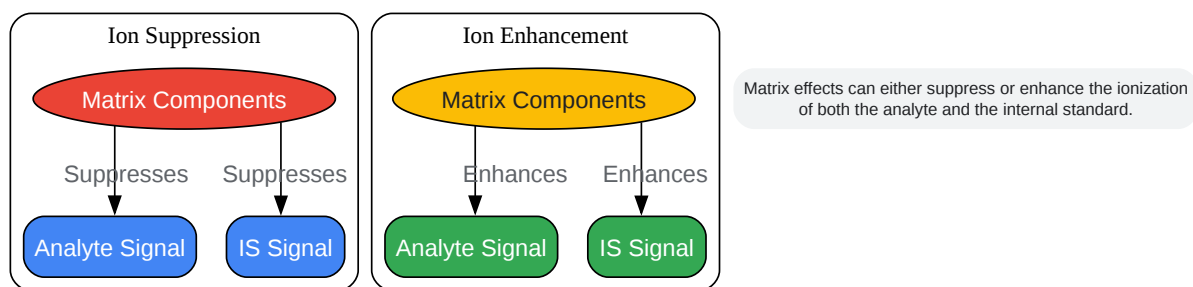 Ion Suppression
Matrix Components
Suppresses
Suppresses
Analyte Signal
IS Signal
Ion Enhancement
Matrix Components
Enhances
Enhances
Analyte Signal
IS Signal
Matrix effects can either suppress or enhance the ionization
of both the analyte and the internal standard.